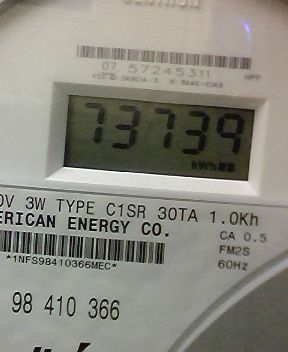 07 57245311
73739
kWh
0V 3W TYPE C1SR 30TA 1.0Kh
ERICAN ENERGY CO.
CA 0.5
FM2S
60Hz
*1NFS98410366MEC*
98 410 366